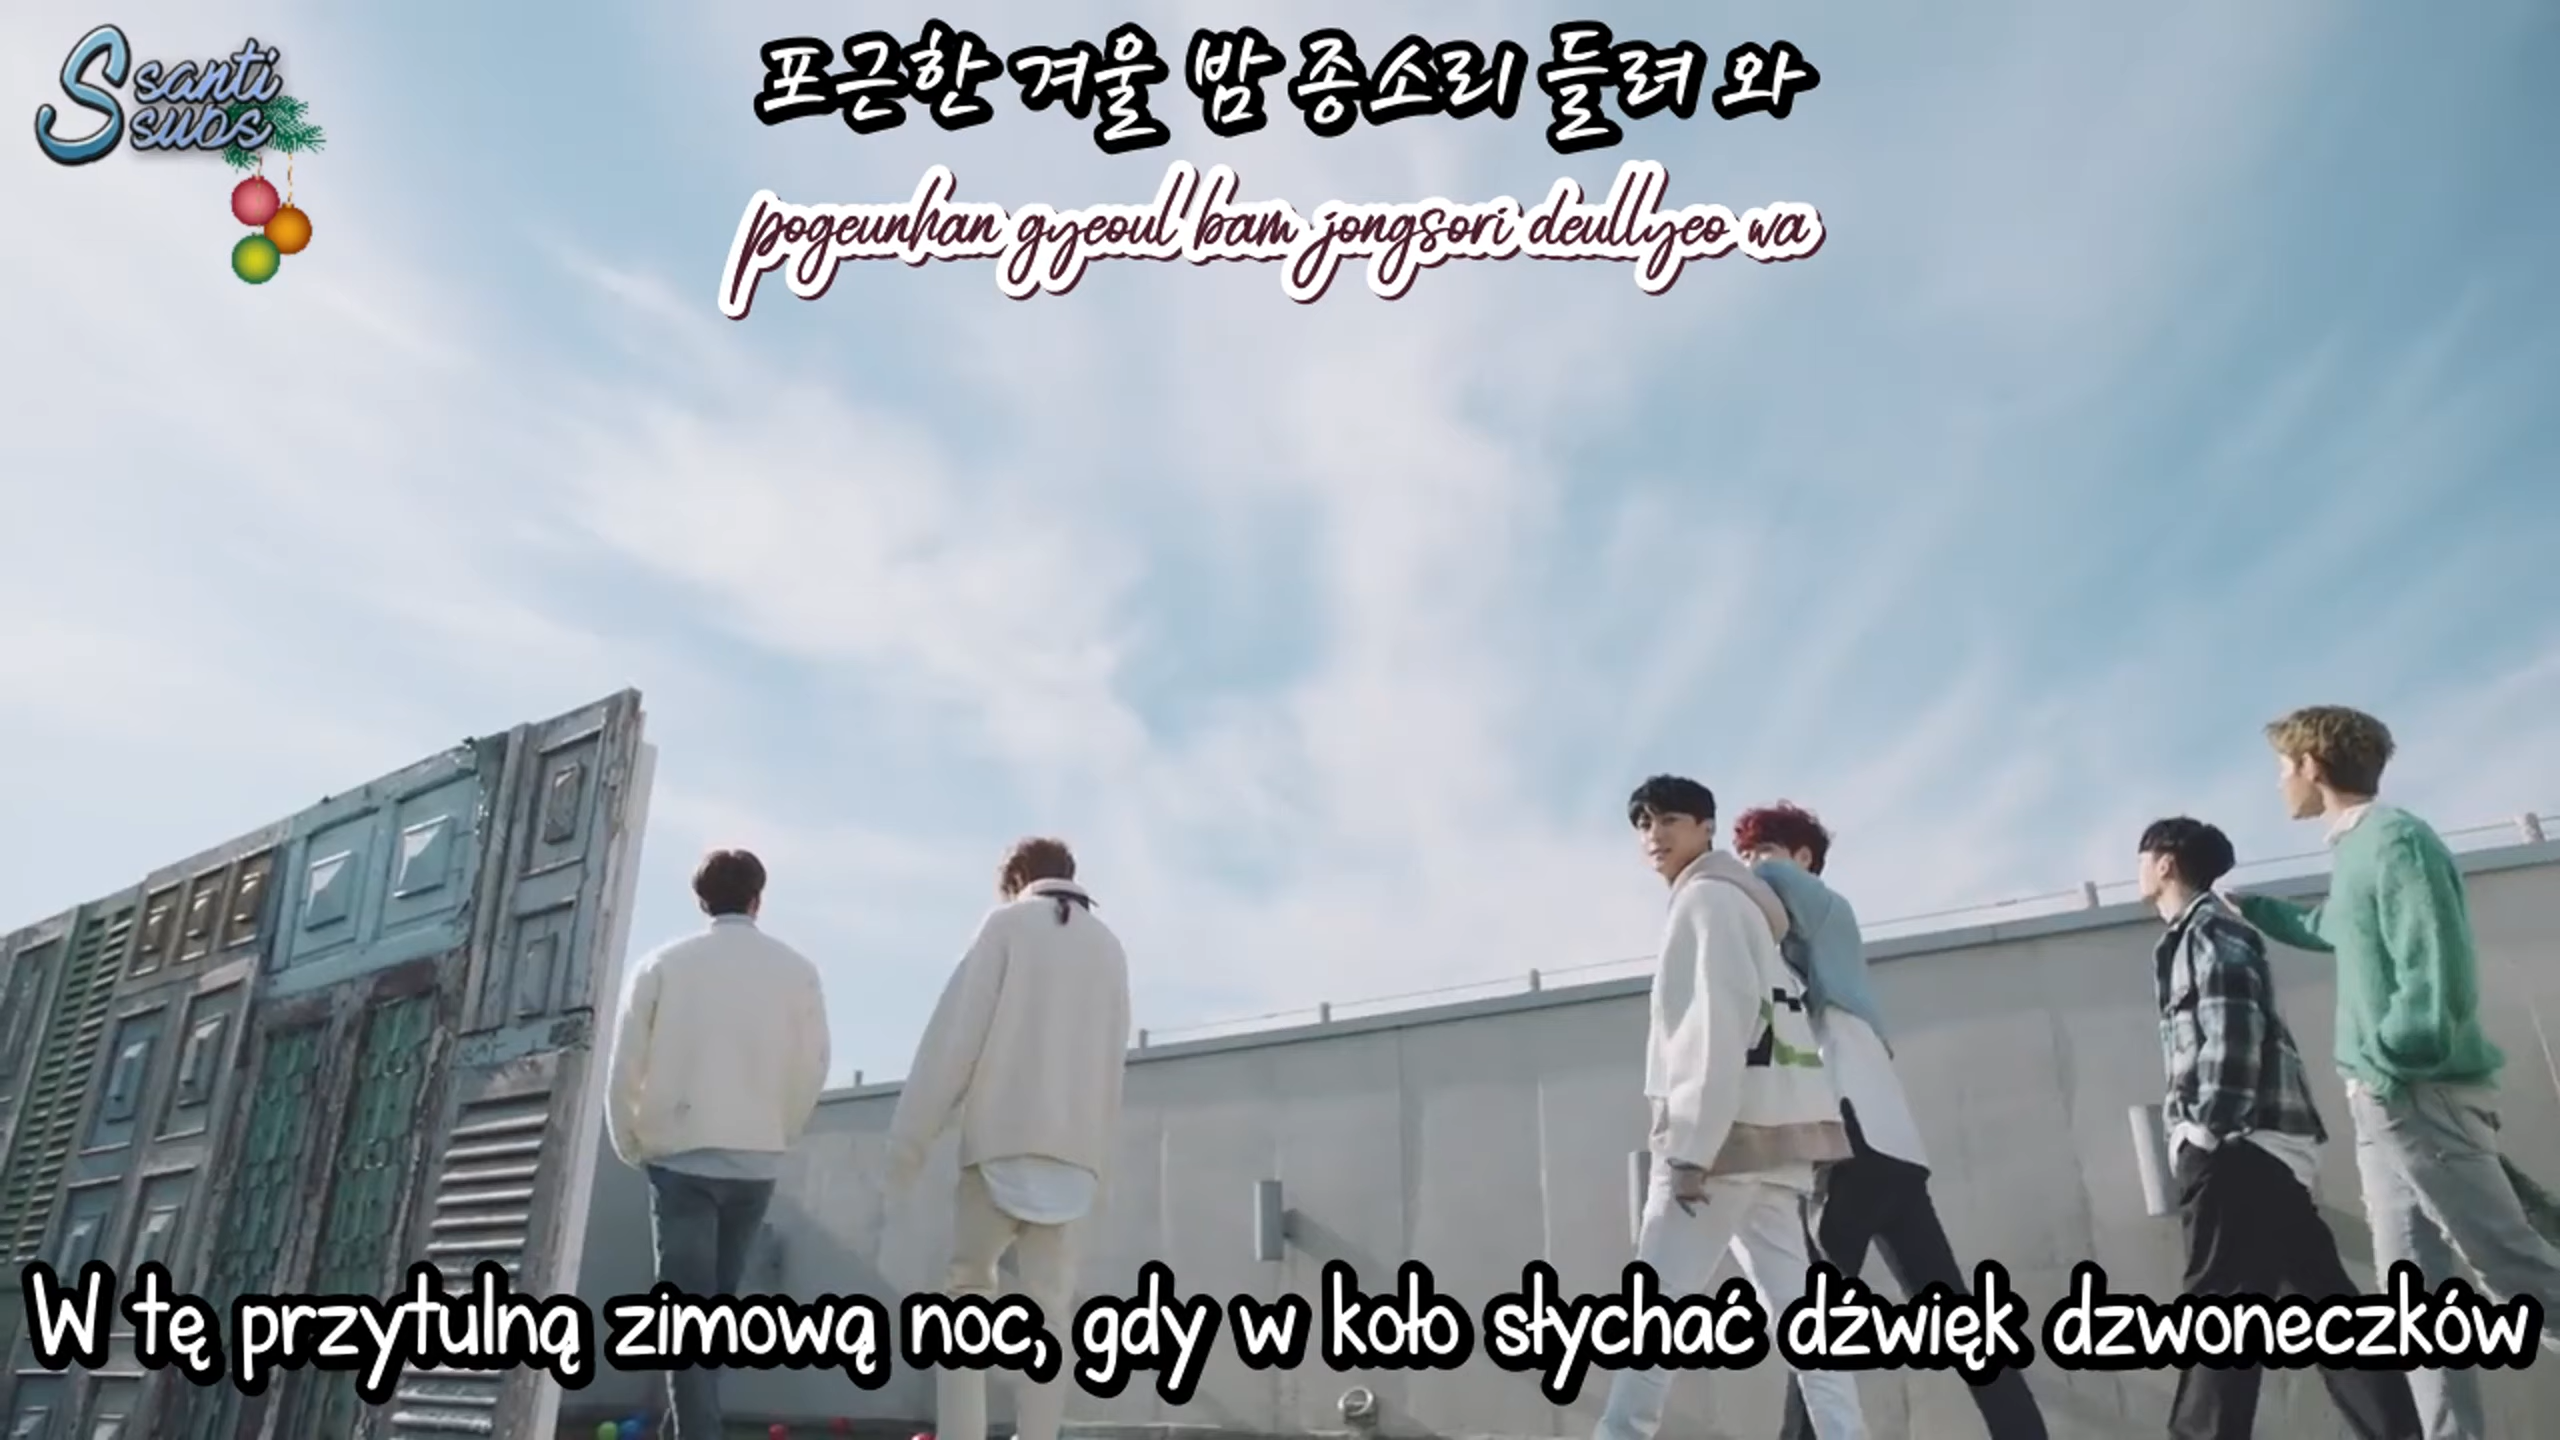 Ssanti
subs
포근한 겨울 밤 종소리 들려 와
pogeunhan gyeoul bam jongsori deullyeo wa
W tę przytulną zimową noc, gdy w koło słychać dźwięk dzwoneczków